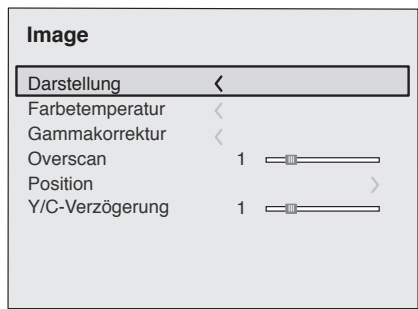 Image
Darstellung
Farbetemperatur
Gammakorrektur
Overscan 1
Position
Y/C-Verzögerung 1